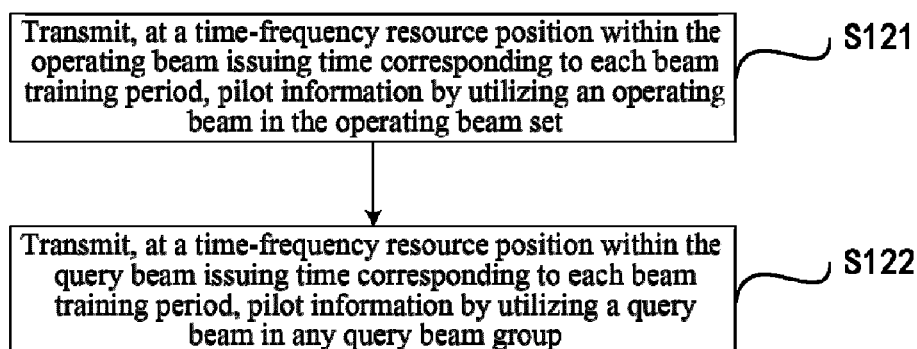 Transmit, at a time-frequency resource position within the
operating beam issuing time corresponding to each beam
training period, pilot information by utilizing an operating
beam in the operating beam set
S121
Transmit, at a time-frequency resource position within the
query beam issuing time corresponding to each beam
training period, pilot information by utilizing a query
beam in any query beam group
S122